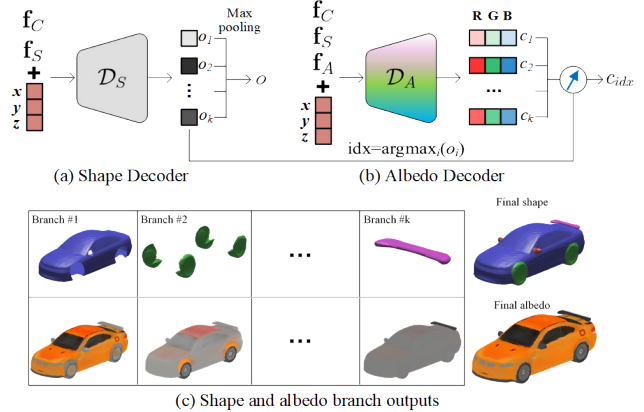 f_C
f_S
+
x
y
z
D_S
o_1
o_2
⋮
o_k
Max
pooling
o
(a) Shape Decoder
f_C
f_S
f_A
+
x
y
z
D_A
R G B
c_1
c_2
...
c_k
c_idx
idx=argmax_i(o_i)
(b) Albedo Decoder
Branch #1
Branch #2
...
Branch #k
Final shape
...
Final albedo
(c) Shape and albedo branch outputs